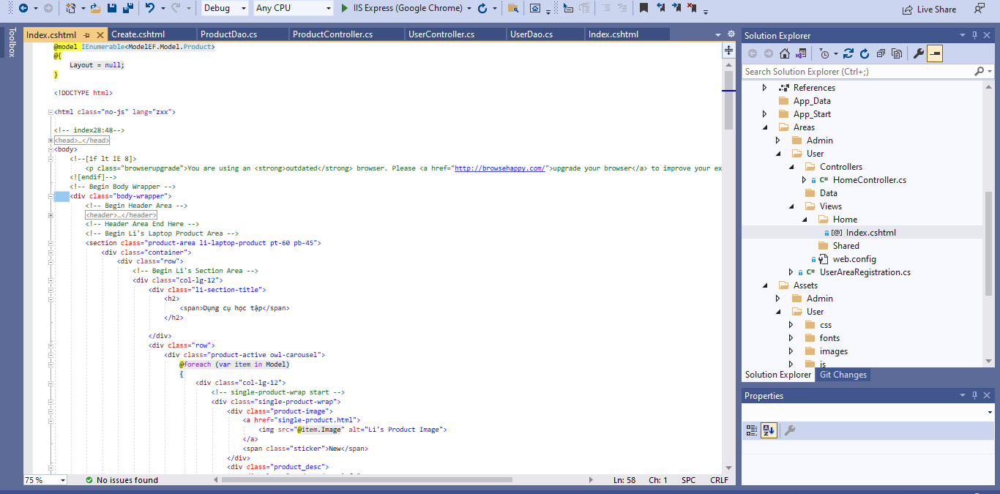 Debug
Any CPU
IIS Express (Google Chrome)
Live Share
Toolbox
Index.cshtml
Create.cshtml
ProductDao.cs
ProductController.cs
UserController.cs
UserDao.cs
Index.cshtml
@model IEnumerable<ModelEF.Model.Product>
@{
Layout = null;
}
<!DOCTYPE html>
<html class="no-js" lang="zxx">
<!-- index28:48-->
<head>…</head>
<body>
<!--[if lt IE 8]>
<p class="browserupgrade">You are using an <strong>outdated</strong> browser. Please <a href="http://browsehappy.com/">upgrade your browser</a> to improve your ex
<![endif]-->
<!-- Begin Body Wrapper -->
<div class="body-wrapper">
<!-- Begin Header Area -->
<header>…</header>
<!-- Header Area End Here -->
<!-- Begin Li's Laptop Product Area -->
<section class="product-area li-laptop-product pt-60 pb-45">
<div class="container">
<div class="row">
<!-- Begin Li's Section Area -->
<div class="col-lg-12">
<div class="li-section-title">
<h2>
<span>Dụng cụ học tập</span>
</h2>
</div>
<div class="row">
<div class="product-active owl-carousel">
@foreach (var item in Model)
{
<div class="col-lg-12">
<!-- single-product-wrap start -->
<div class="single-product-wrap">
<div class="product-image">
<a href="single-product.html">
<img src="@item.Image" alt="Li's Product Image">
</a>
<span class="sticker">New</span>
</div>
<div class="product_desc">
75 %
No issues found
Ln: 58
Ch: 1
SPC
CRLF
Solution Explorer
Search Solution Explorer (Ctrl+;)
References
App_Data
App_Start
Areas
Admin
User
Controllers
C# HomeController.cs
Data
Views
Home
[@] Index.cshtml
Shared
web.config
C# UserAreaRegistration.cs
Assets
Admin
User
css
fonts
images
js
Solution Explorer
Git Changes
Properties